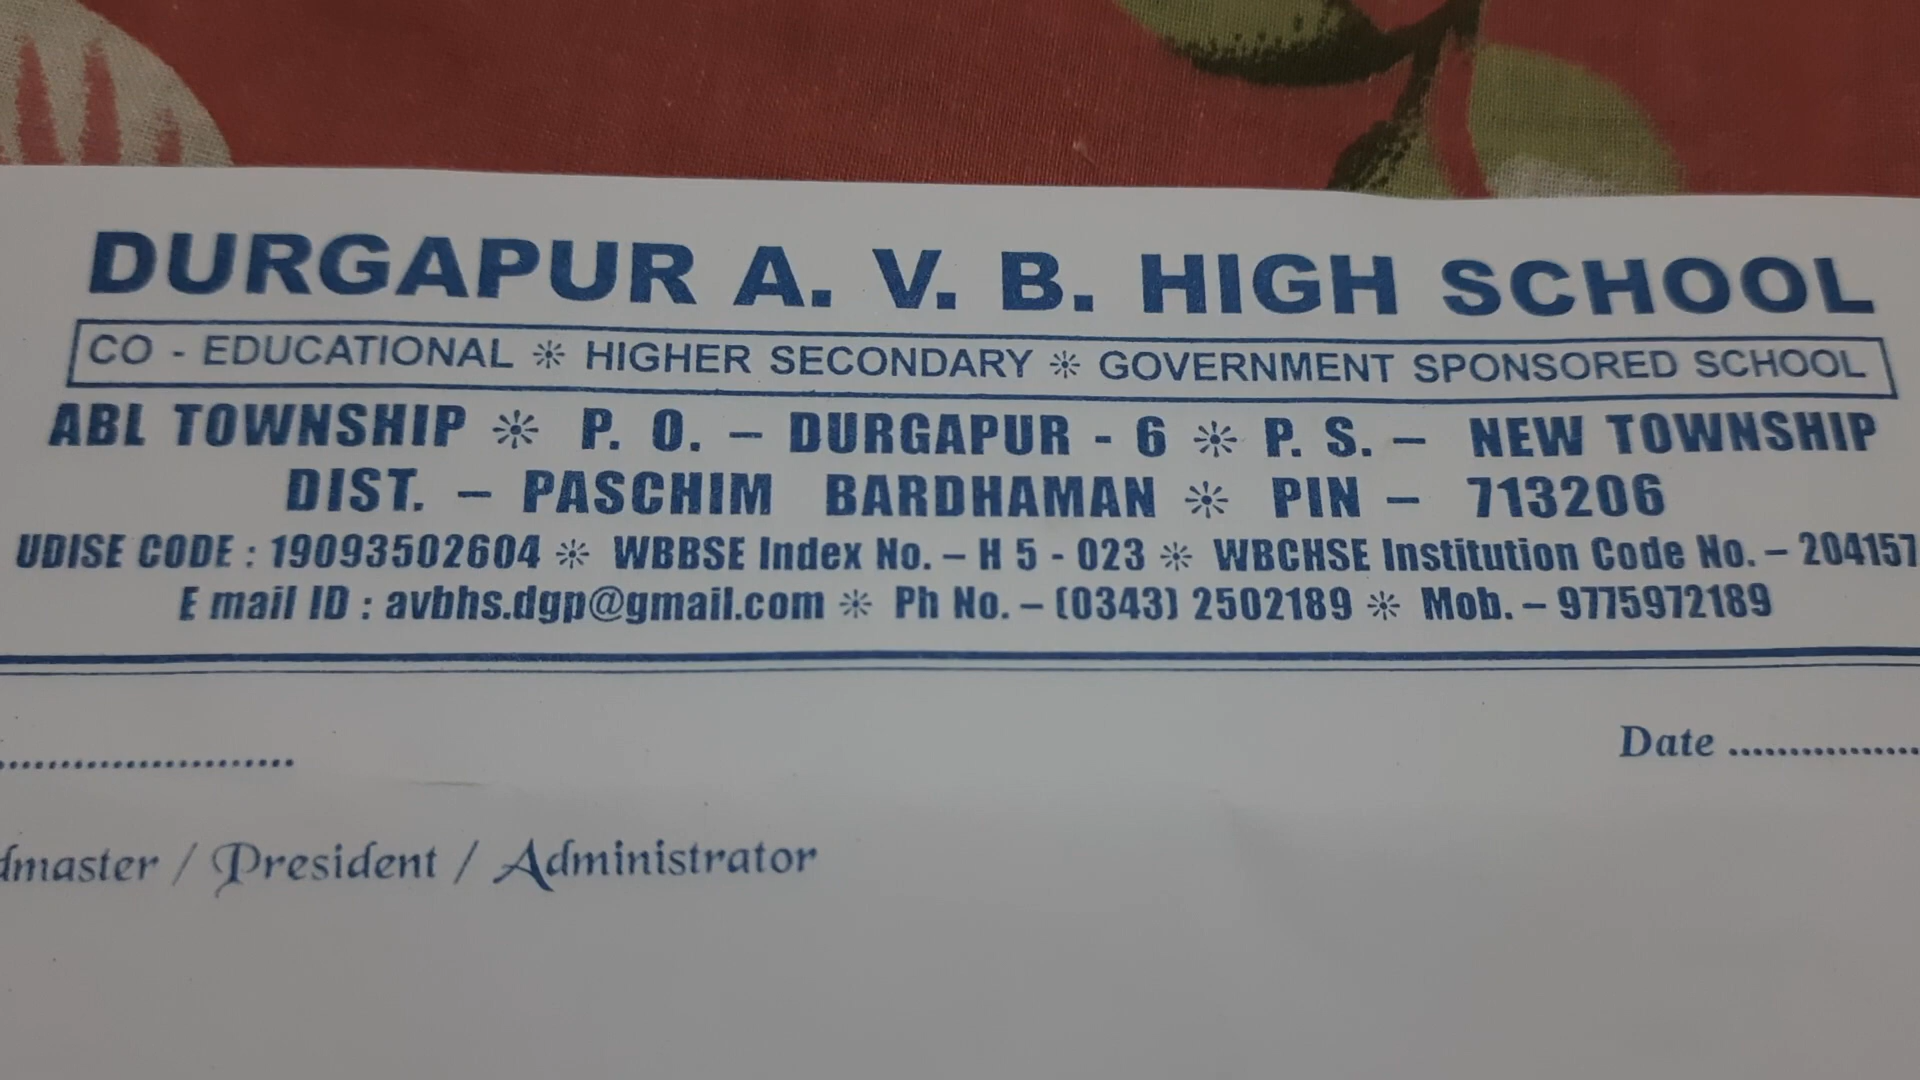 DURGAPUR A. V. B. HIGH SCHOOL
CO - EDUCATIONAL ❊ HIGHER SECONDARY ❊ GOVERNMENT SPONSORED SCHOOL
ABL TOWNSHIP ❊ P. O. – DURGAPUR - 6 ❊ P. S. – NEW TOWNSHIP
DIST. – PASCHIM BARDHAMAN ❊ PIN – 713206
UDISE CODE : 19093502604 ❊ WBBSE Index No. – H 5 - 023 ❊ WBCHSE Institution Code No. – 204157
E mail ID : avbhs.dgp@gmail.com ❊ Ph No. – (0343) 2502189 ❊ Mob. – 9775972189
Date ................
dmaster / President / Administrator